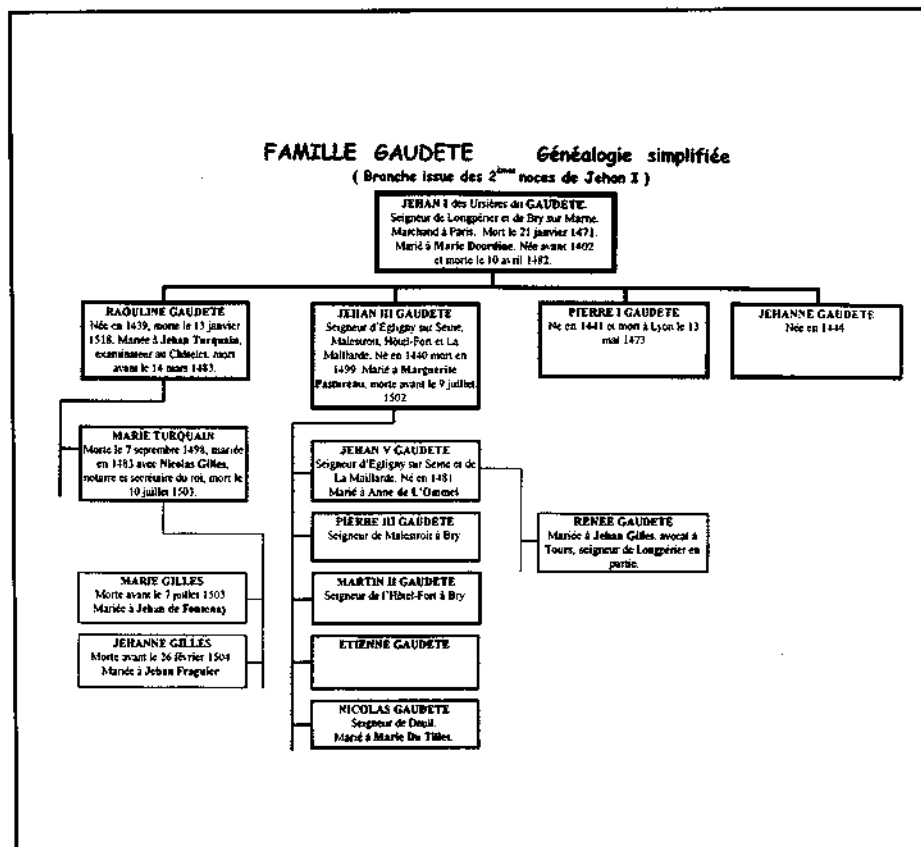 FAMILLE GAUDETE Généalogie simplifiée
( Branche issue des 2èmes noces de Jehan I )
JEHAN I des Ursières du GAUDETE.
Seigneur de Longpérier et de Bry sur Marne.
Marchand à Paris. Mort le 21 janvier 1471.
Marié à Marie Dourdine. Née avant 1402
et morte le 10 avril 1482.
RAOULINE GAUDETE
Née en 1439, morte le 13 janvier
1518. Mariée à Jehan Turquain,
examinateur au Châtelet, mort
avant le 14 mars 1483.
JEHAN III GAUDETE
Seigneur d'Égligny sur Seine,
Malestroit, Hôtel-Fort et La
Maillarde. Né en 1440 mort en
1499. Marié à Marguerite
Pastureau, morte avant le 9 juillet
1502
PIERRE I GAUDETE
Né en 1441 et mort à Lyon le 13
mai 1473
JEHANNE GAUDETE
Née en 1444
MARIE TURQUAIN
Morte le 7 septembre 1498, mariée
en 1483 avec Nicolas Gilles,
notaire et secrétaire du roi, mort le
10 juillet 1503.
JEHAN V GAUDETE
Seigneur d'Egligny sur Seine et de
La Maillarde. Né en 1481
Marié à Anne de L'Ommet
PIERRE III GAUDETE
Seigneur de Malestroit à Bry
RENEE GAUDETE
Mariée à Jehan Gilles, avocat à
Tours, seigneur de Longpérier en
partie.
MARIE GILLES
Morte avant le 7 juillet 1503
Mariée à Jehan de Fontenay
MARTIN II GAUDETE
Seigneur de l'Hôtel-Fort à Bry
JEHANNE GILLES
Morte avant le 26 février 1504
Mariée à Jehan Fraguier
ETIENNE GAUDETE
NICOLAS GAUDETE
Seigneur de Deuil.
Marié à Marie Du Tillet.